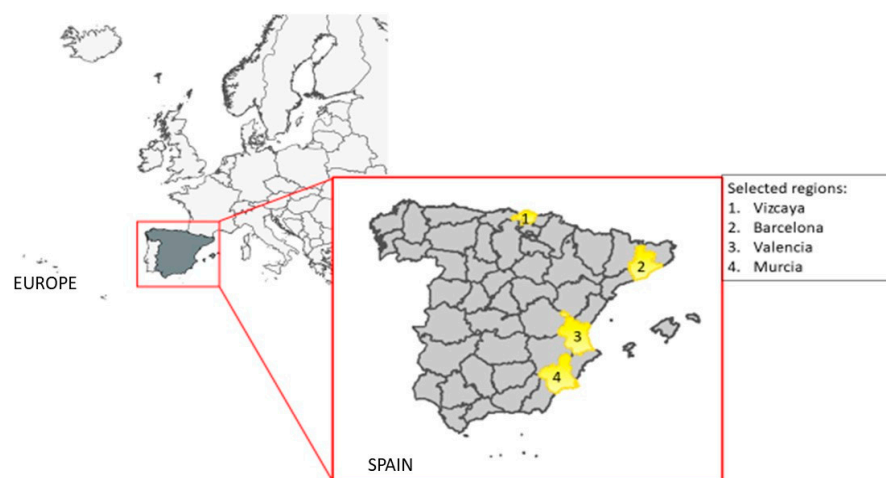 EUROPE
1
2
3
4
SPAIN
Selected regions:
1. Vizcaya
2. Barcelona
3. Valencia
4. Murcia